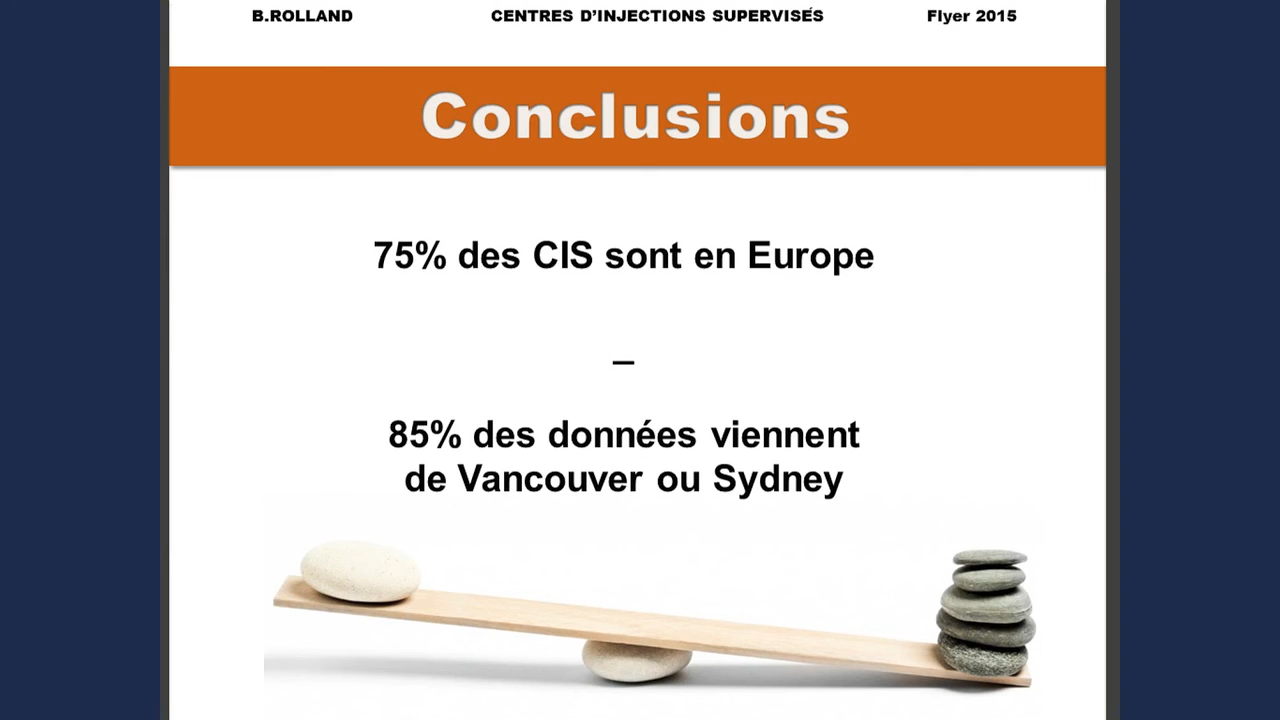 B.ROLLAND CENTRES D'INJECTIONS SUPERVISÉS Flyer 2015
Conclusions
75% des CIS sont en Europe
–
85% des données viennent
de Vancouver ou Sydney